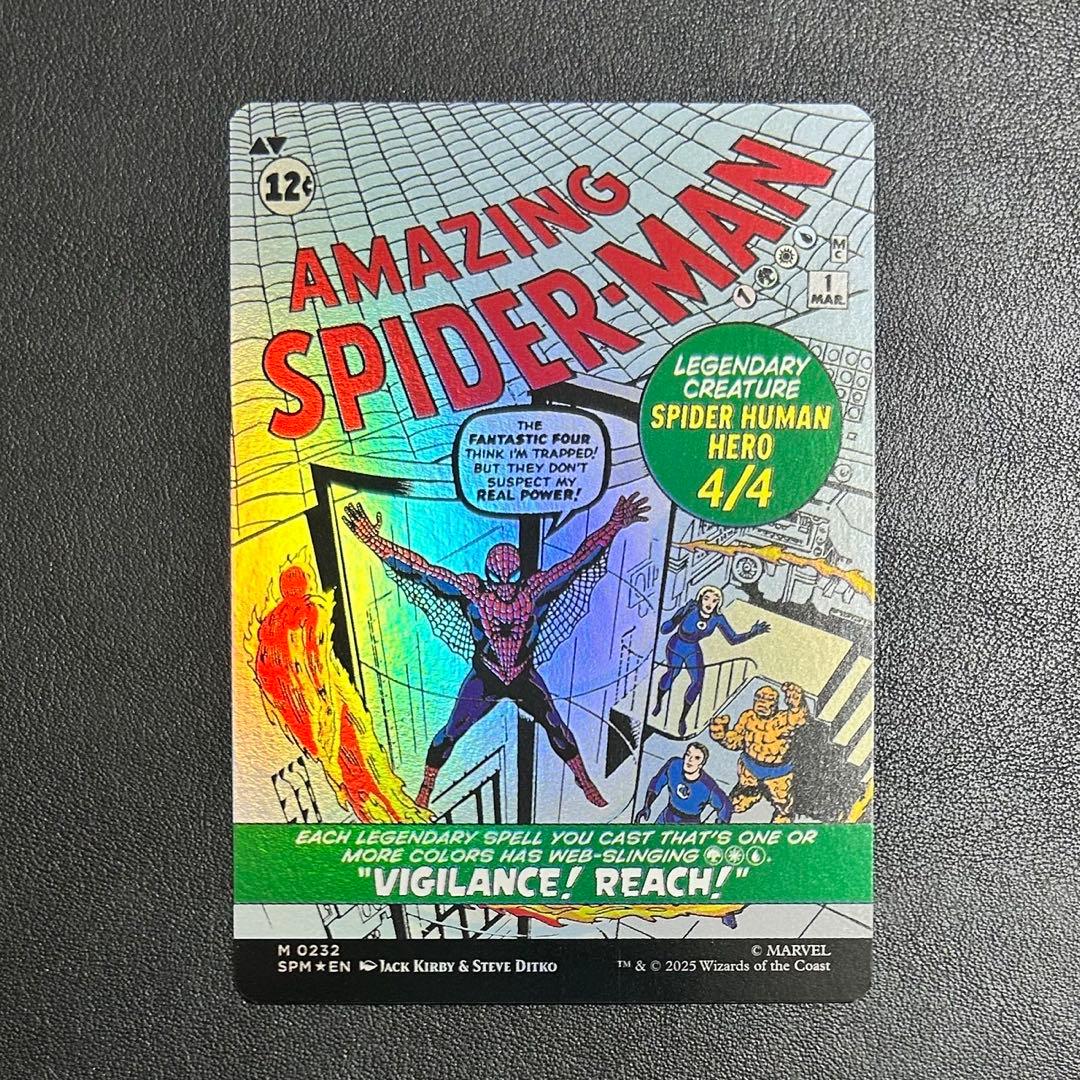 12¢
AMAZING
SPIDER-MAN
1
M
C
1
MAR.
LEGENDARY
CREATURE
SPIDER HUMAN
HERO
4/4
THE
FANTASTIC FOUR
THINK I'M TRAPPED!
BUT THEY DON'T
SUSPECT MY
REAL POWER!
EACH LEGENDARY SPELL YOU CAST THAT'S ONE OR
MORE COLORS HAS WEB-SLINGING
"VIGILANCE! REACH!"
M 0232
SPM★EN JACK KIRBY & STEVE DITKO
© MARVEL
™ & © 2025 Wizards of the Coast